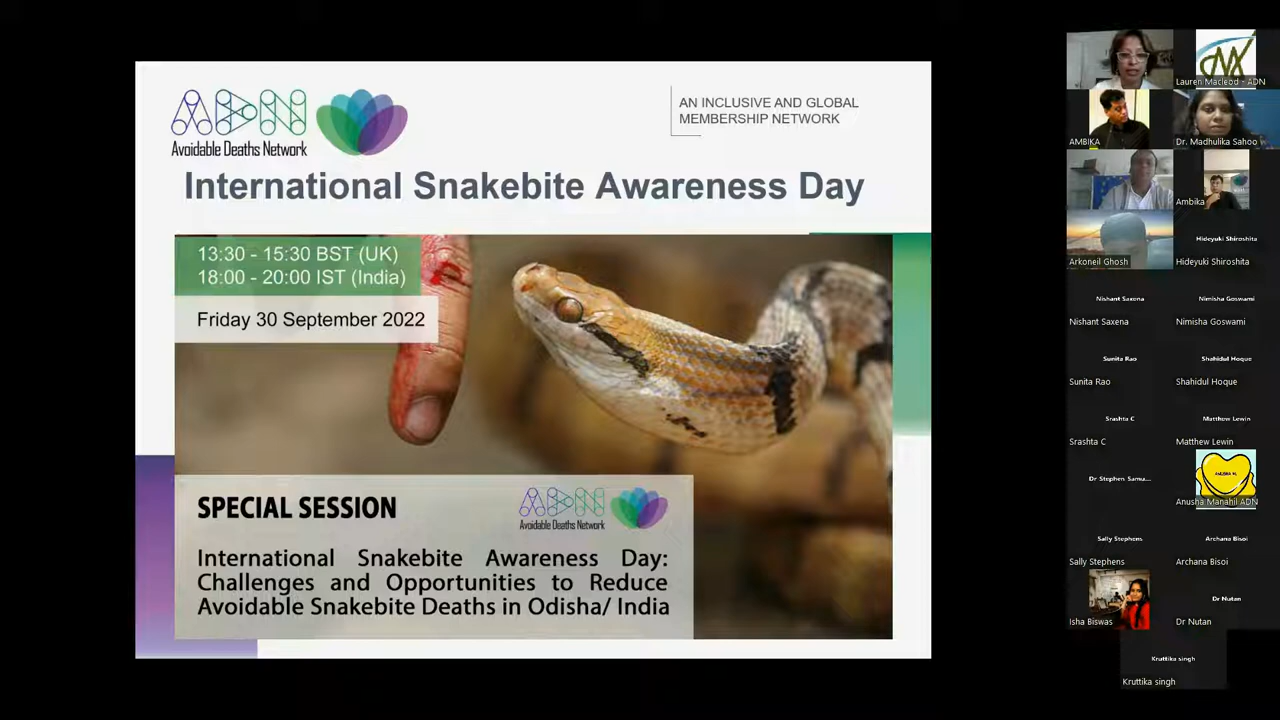 ADN
Avoidable Deaths Network
AN INCLUSIVE AND GLOBAL
MEMBERSHIP NETWORK
International Snakebite Awareness Day
13:30 - 15:30 BST (UK)
18:00 - 20:00 IST (India)
Friday 30 September 2022
SPECIAL SESSION
ADN
Avoidable Deaths Network
International Snakebite Awareness Day:
Challenges and Opportunities to Reduce
Avoidable Snakebite Deaths in Odisha/ India
Lauren Macleod - ADN
AMBIKA
Dr. Madhulika Sahoo
Ambika
Arkoneil Ghosh
Hideyuki Shiroshita
Hideyuki Shiroshita
Nishant Saxena
Nimisha Goswami
Nishant Saxena
Nimisha Goswami
Sunita Rao
Shahidul Hoque
Sunita Rao
Shahidul Hoque
Srashta C
Matthew Lewin
Srashta C
Matthew Lewin
Dr Stephen Samu...
Anusha Manahil ADN
Sally Stephens
Archana Bisoi
Sally Stephens
Archana Bisoi
Dr Nutan
Isha Biswas
Dr Nutan
Kruttika singh
Kruttika singh